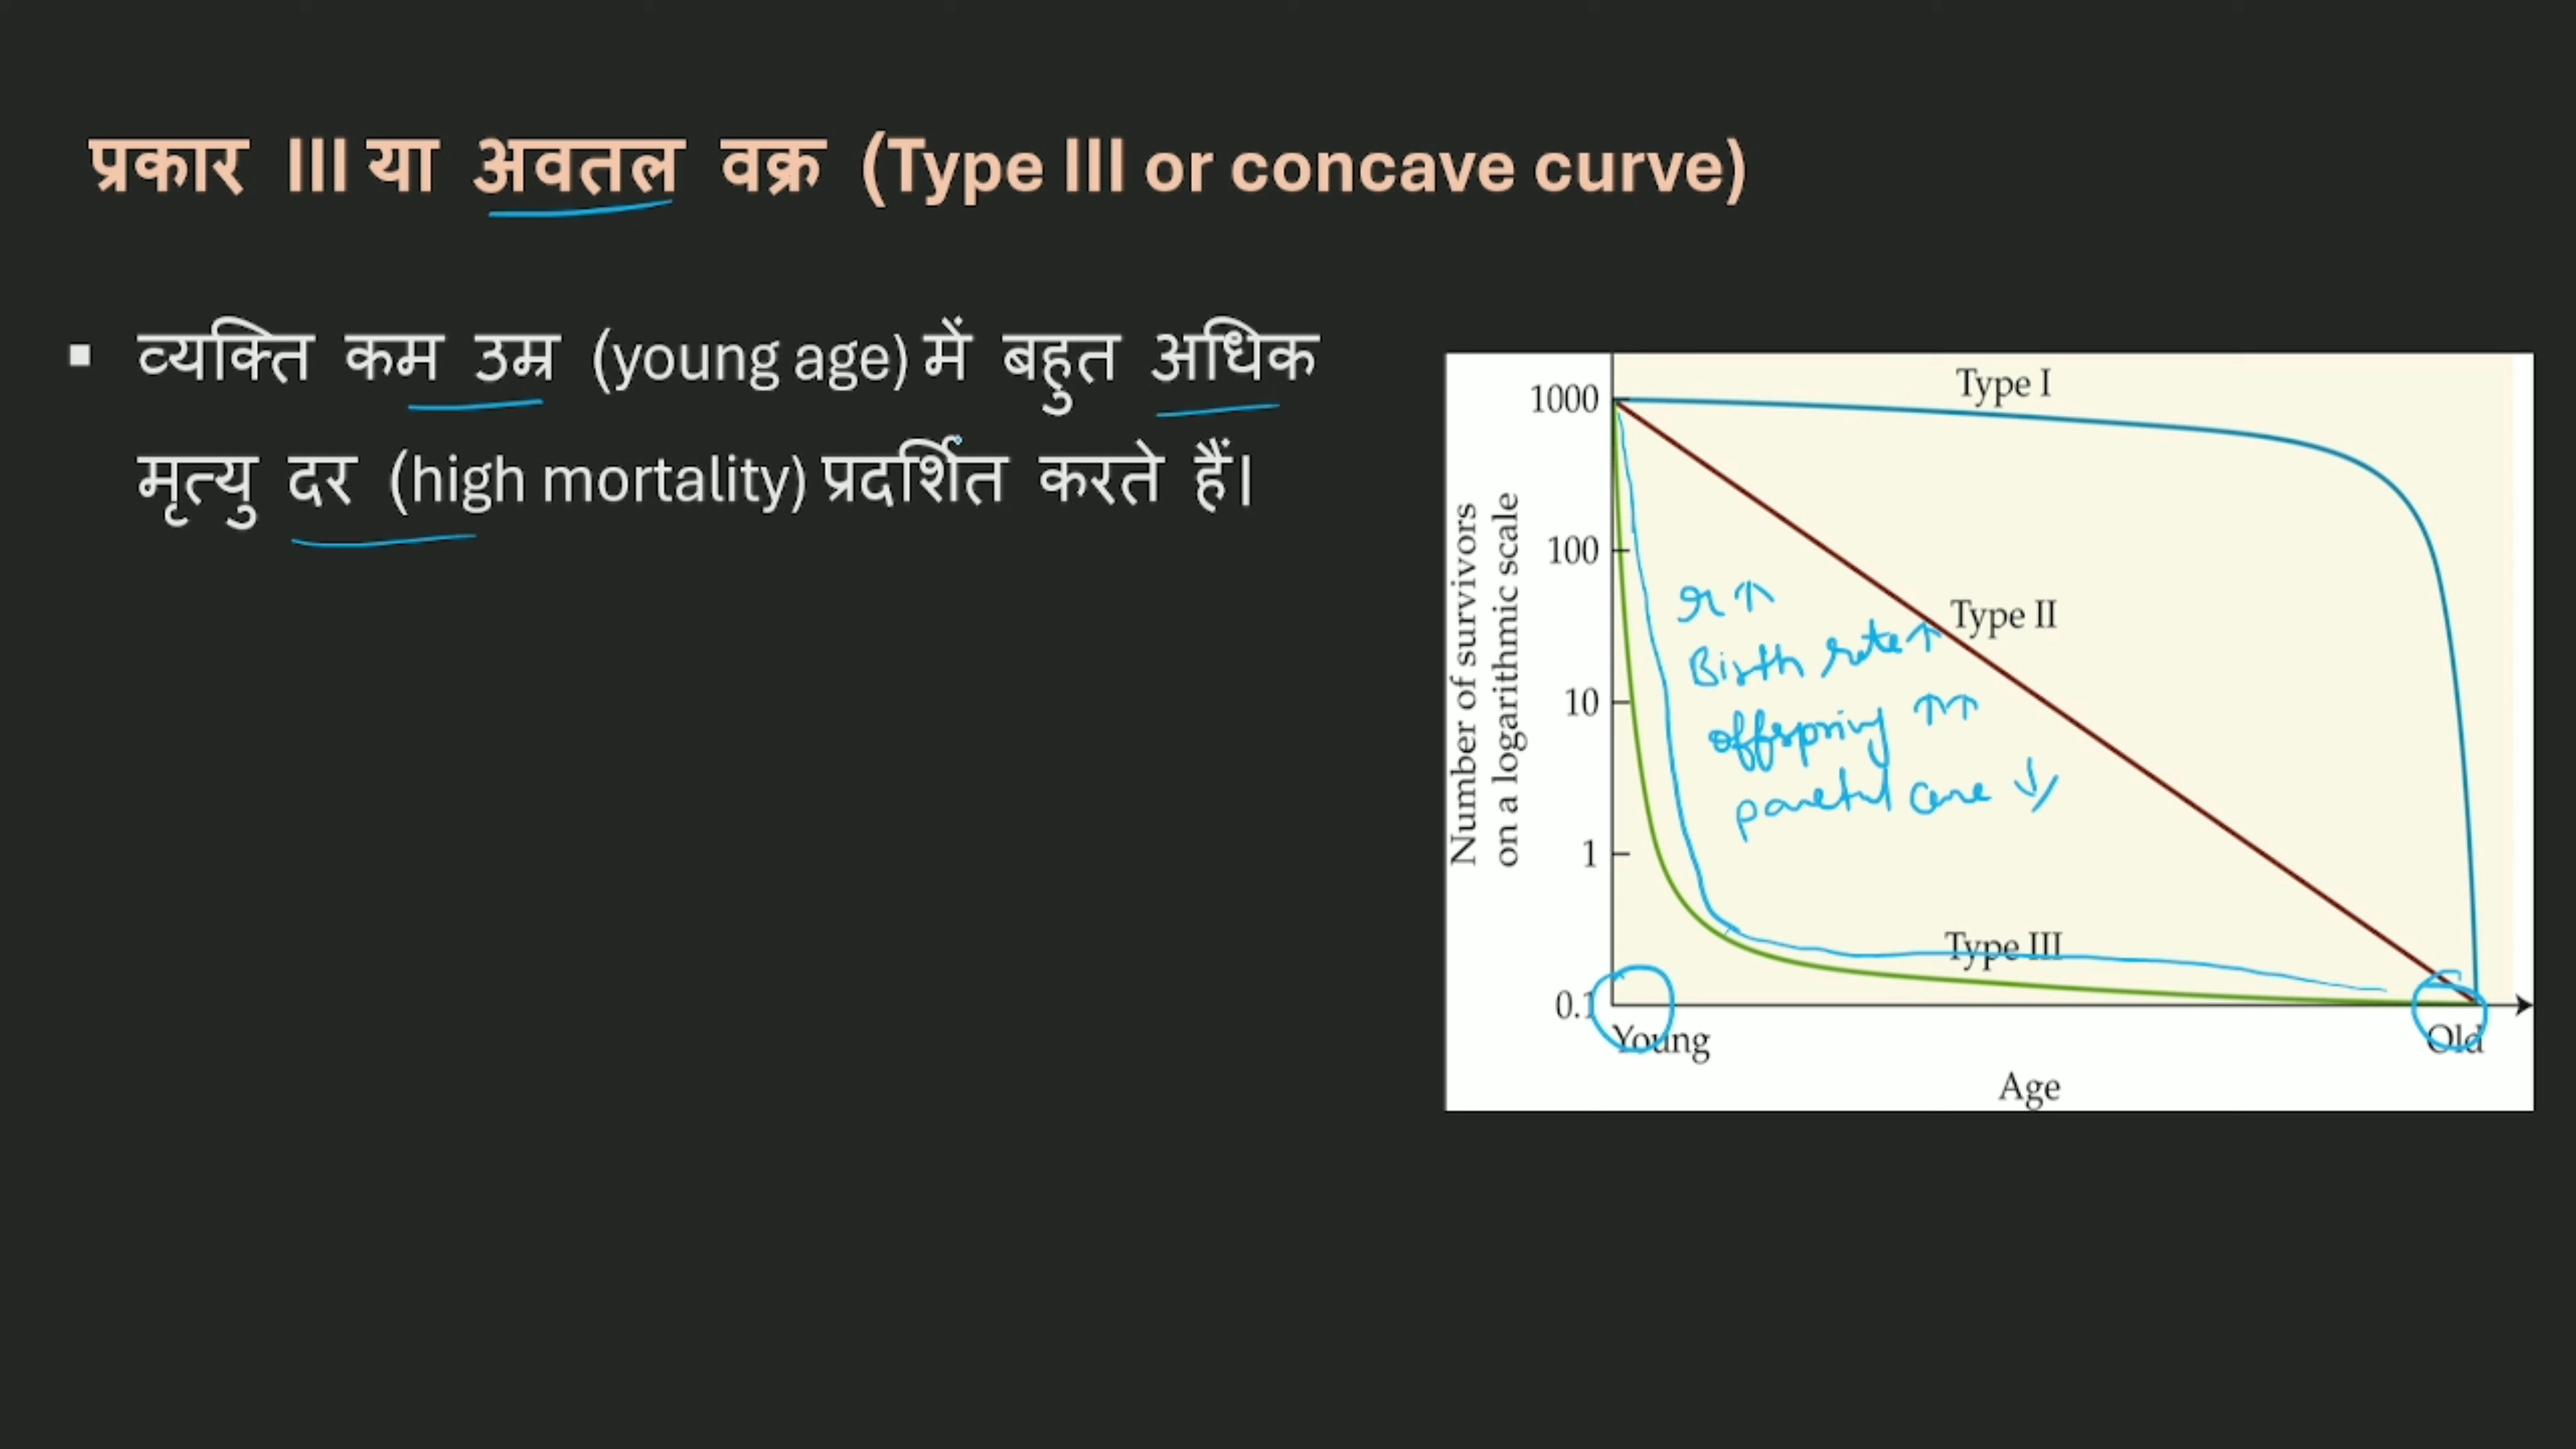 प्रकार III या अवतल वक्र (Type III or concave curve)
▪ व्यक्ति कम उम्र (young age) में बहुत अधिक
मृत्यु दर (high mortality) प्रदर्शित करते हैं।
Number of survivors
on a logarithmic scale
1000
100
10
1
0.1
Type I
Type II
Type III
r ↑
Birth rate ↑
offspring ↑↑
care ↓
Young
Old
Age